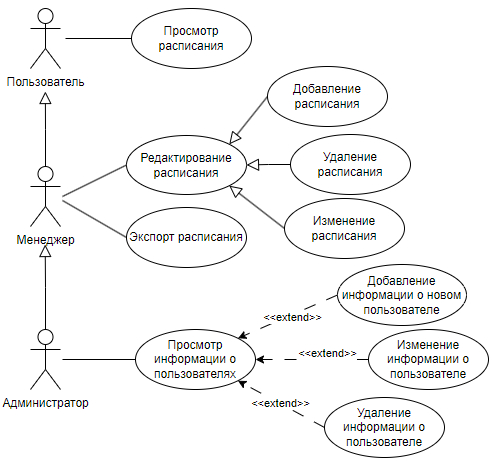 Просмотр
расписания
Пользователь
Добавление
расписания
Редактирование
расписания
Удаление
расписания
Менеджер
Экспорт расписания
Изменение
расписания
Добавление
информации о новом
пользователе
<<extend>>
Просмотр
информации о
пользователях
<<extend>>
Изменение
информации о
пользователе
Администратор
<<extend>>
Удаление
информации о
пользователе